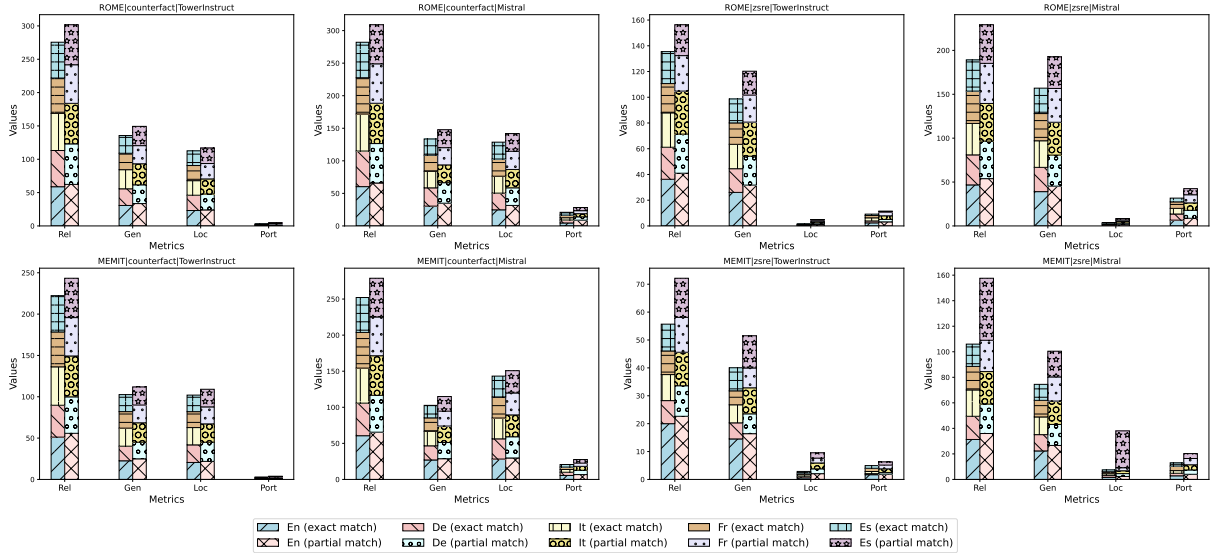 ROME|counterfact|TowerInstruct
300
250
200
150
100
50
0
Values
Rel Gen Loc Port
Metrics
ROME|counterfact|Mistral
300
250
200
150
100
50
0
Values
Rel Gen Loc Port
Metrics
ROME|zsre|TowerInstruct
160
140
120
100
80
60
40
20
0
Values
Rel Gen Loc Port
Metrics
ROME|zsre|Mistral
200
150
100
50
0
Values
Rel Gen Loc Port
Metrics
MEMIT|counterfact|TowerInstruct
250
200
150
100
50
0
Values
Rel Gen Loc Port
Metrics
MEMIT|counterfact|Mistral
250
200
150
100
50
0
Values
Rel Gen Loc Port
Metrics
MEMIT|zsre|TowerInstruct
70
60
50
40
30
20
10
0
Values
Rel Gen Loc Port
Metrics
MEMIT|zsre|Mistral
160
140
120
100
80
60
40
20
0
Values
Rel Gen Loc Port
Metrics
En (exact match) De (exact match) It (exact match) Fr (exact match) Es (exact match)
En (partial match) De (partial match) It (partial match) Fr (partial match) Es (partial match)